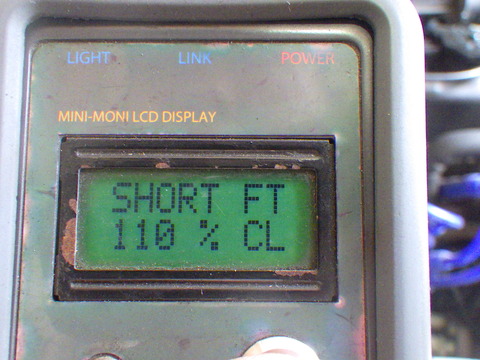 LIGHT LINK POWER
MINI-MONI LCD DISPLAY
SHORT FT
110 % CL